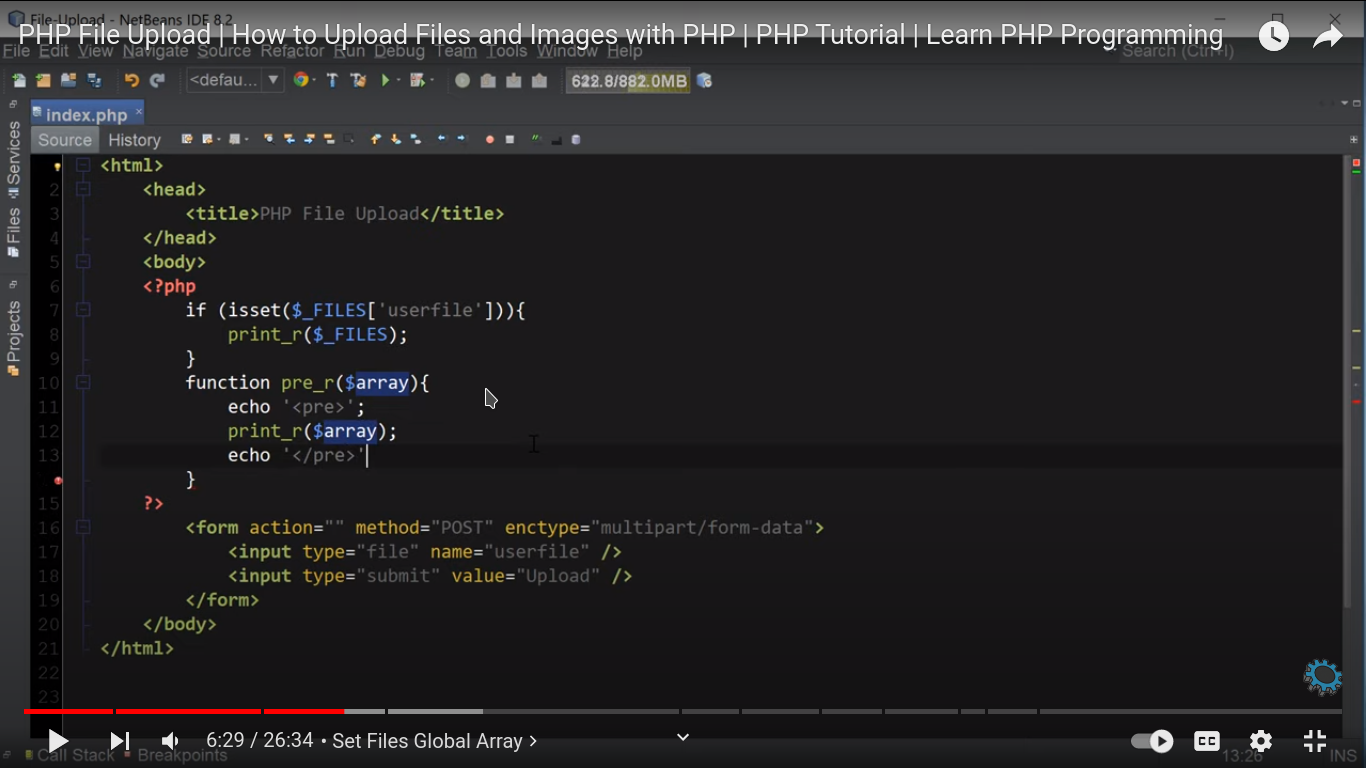 File-Upload - NetBeans IDE 8.2
PHP File Upload | How to Upload Files and Images with PHP | PHP Tutorial | Learn PHP Programming
File Edit View Navigate Source Refactor Run Debug Team Tools Window Help
Search (Ctrl+I)
<defau...
622.8/882.0MB
index.php
Source History
Services
Files
Projects
<html>
2 <head>
3 <title>PHP File Upload</title>
4 </head>
5 <body>
6 <?php
7 if (isset($_FILES['userfile'])){
8 print_r($_FILES);
9 }
10 function pre_r($array){
11 echo '<pre>';
12 print_r($array);
13 echo '</pre>'
}
15 ?>
16 <form action="" method="POST" enctype="multipart/form-data">
17 <input type="file" name="userfile" />
18 <input type="submit" value="Upload" />
19 </form>
20 </body>
21 </html>
22
23
6:29 / 26:34 • Set Files Global Array
CC
Call Stack Breakpoints
13:26 INS